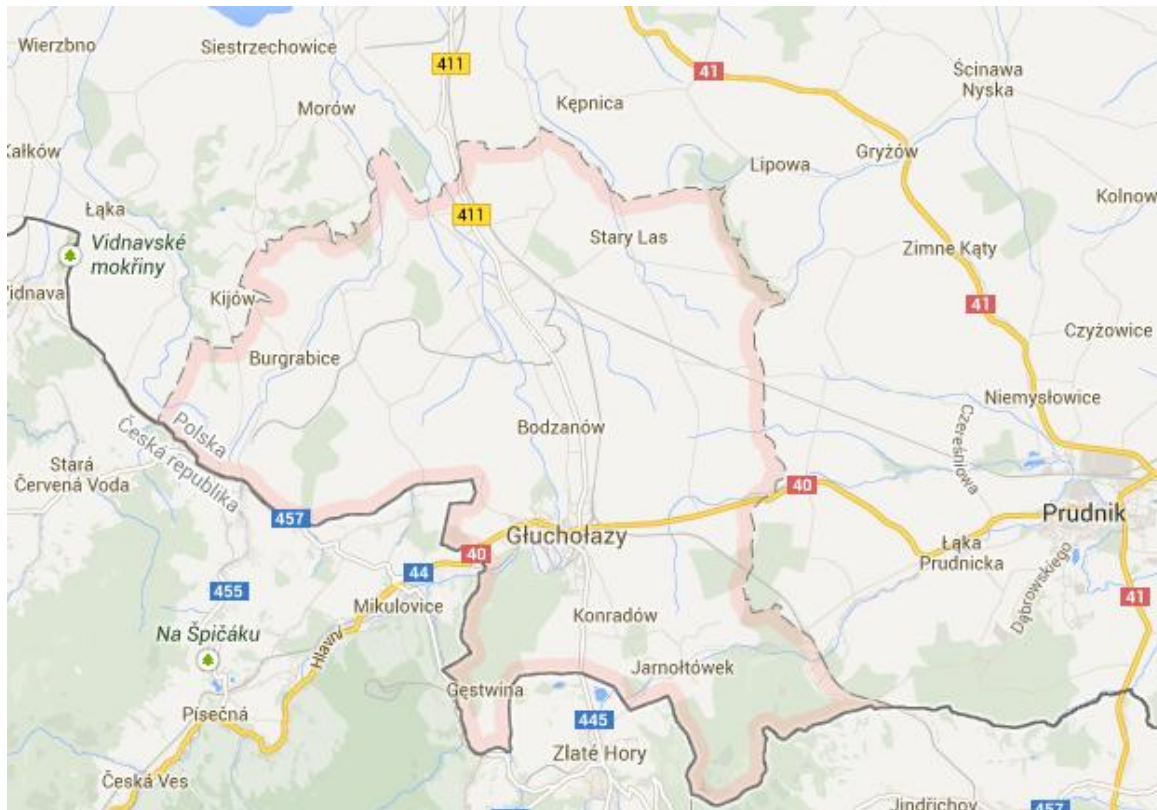 Wierzbno
Siestrzechowice
411
41
Ścinawa
Nyska
Morów
Kępnica
Kałków
Lipowa
Gryżów
Kolnow
Łąka
411
Stary Las
Vidnavské
mokřiny
Zimne Kąty
Vidnava
Kijów
41
Czyżowice
Burgrabice
Niemysłowice
Polska
Česká republika
Bodzanów
Czereśniowa
Stará
Červená Voda
40
457
Prudnik
Głuchołazy
40
Łąka
Prudnicka
44
455
Dąbrowskiego
41
Mikulovice
Konradów
Na Špičáku
Hlavní
Jarnołtówek
Gęstwina
Písečná
445
Zlaté Hory
Česká Ves
Jindřichov
457